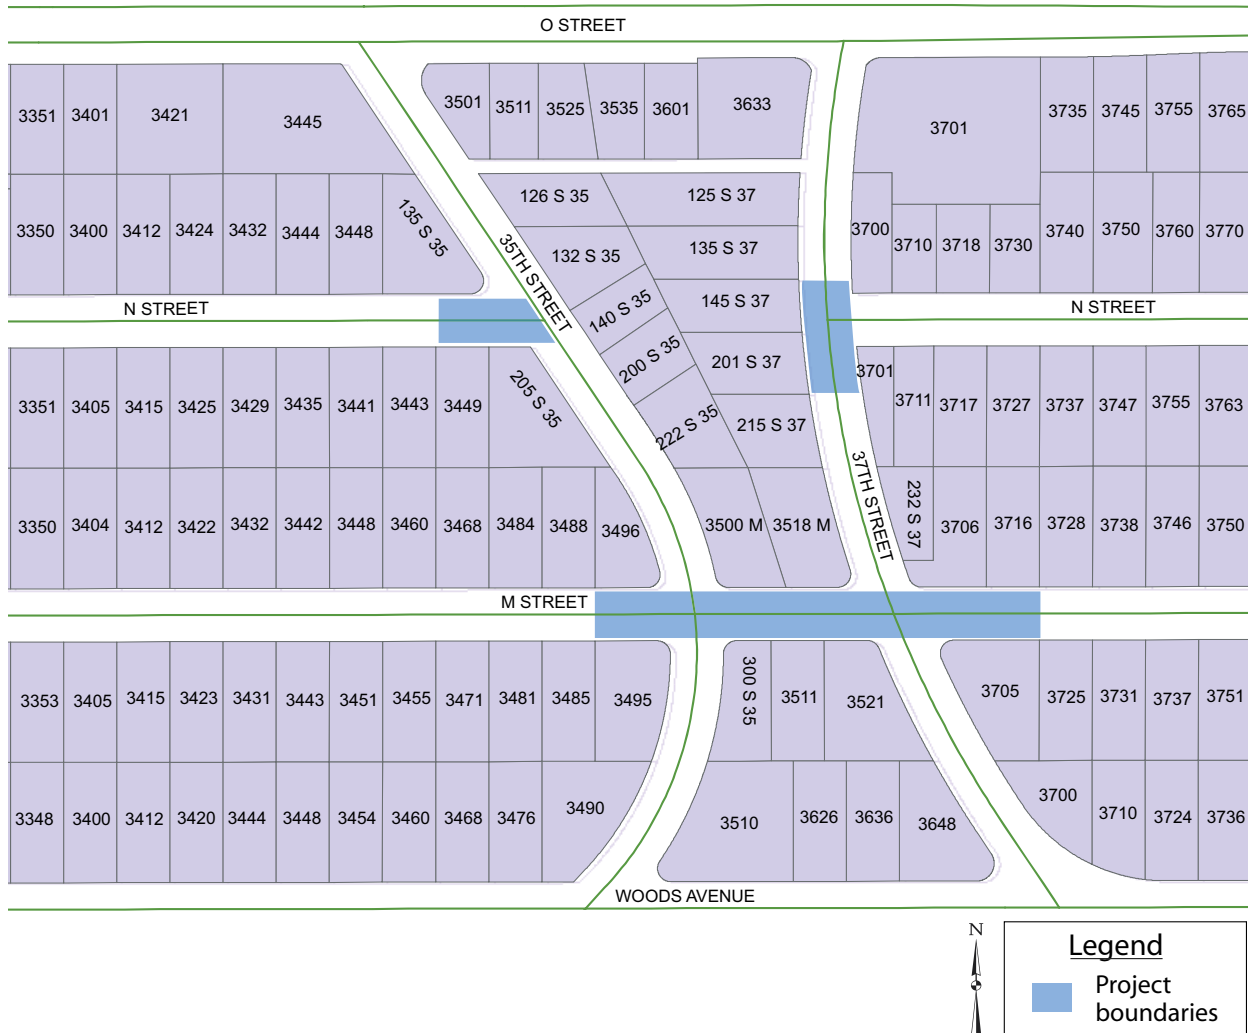 O STREET
3351 3401 3421 3445 3501 3511 3525 3535 3601 3633 3701 3735 3745 3755 3765
126 S 35 125 S 37
3350 3400 3412 3424 3432 3444 3448 135 S 35 3700 3710 3718 3730 3740 3750 3760 3770
132 S 35 135 S 37
35TH STREET
140 S 35 145 S 37
N STREET N STREET
200 S 35 201 S 37
3351 3405 3415 3425 3429 3435 3441 3443 3449 205 S 35 3701 3711 3717 3727 3737 3747 3755 3763
222 S 35 215 S 37
37TH STREET
3350 3404 3412 3422 3432 3442 3448 3460 3468 3484 3488 3496 3500 M 3518 M 232 S 37 3706 3716 3728 3738 3746 3750
M STREET
3353 3405 3415 3423 3431 3443 3451 3455 3471 3481 3485 3495 300 S 35 3511 3521 3705 3725 3731 3737 3751
3348 3400 3412 3420 3444 3448 3454 3460 3468 3476 3490 3510 3626 3636 3648 3700 3710 3724 3736
WOODS AVENUE
N
Legend
Project
boundaries